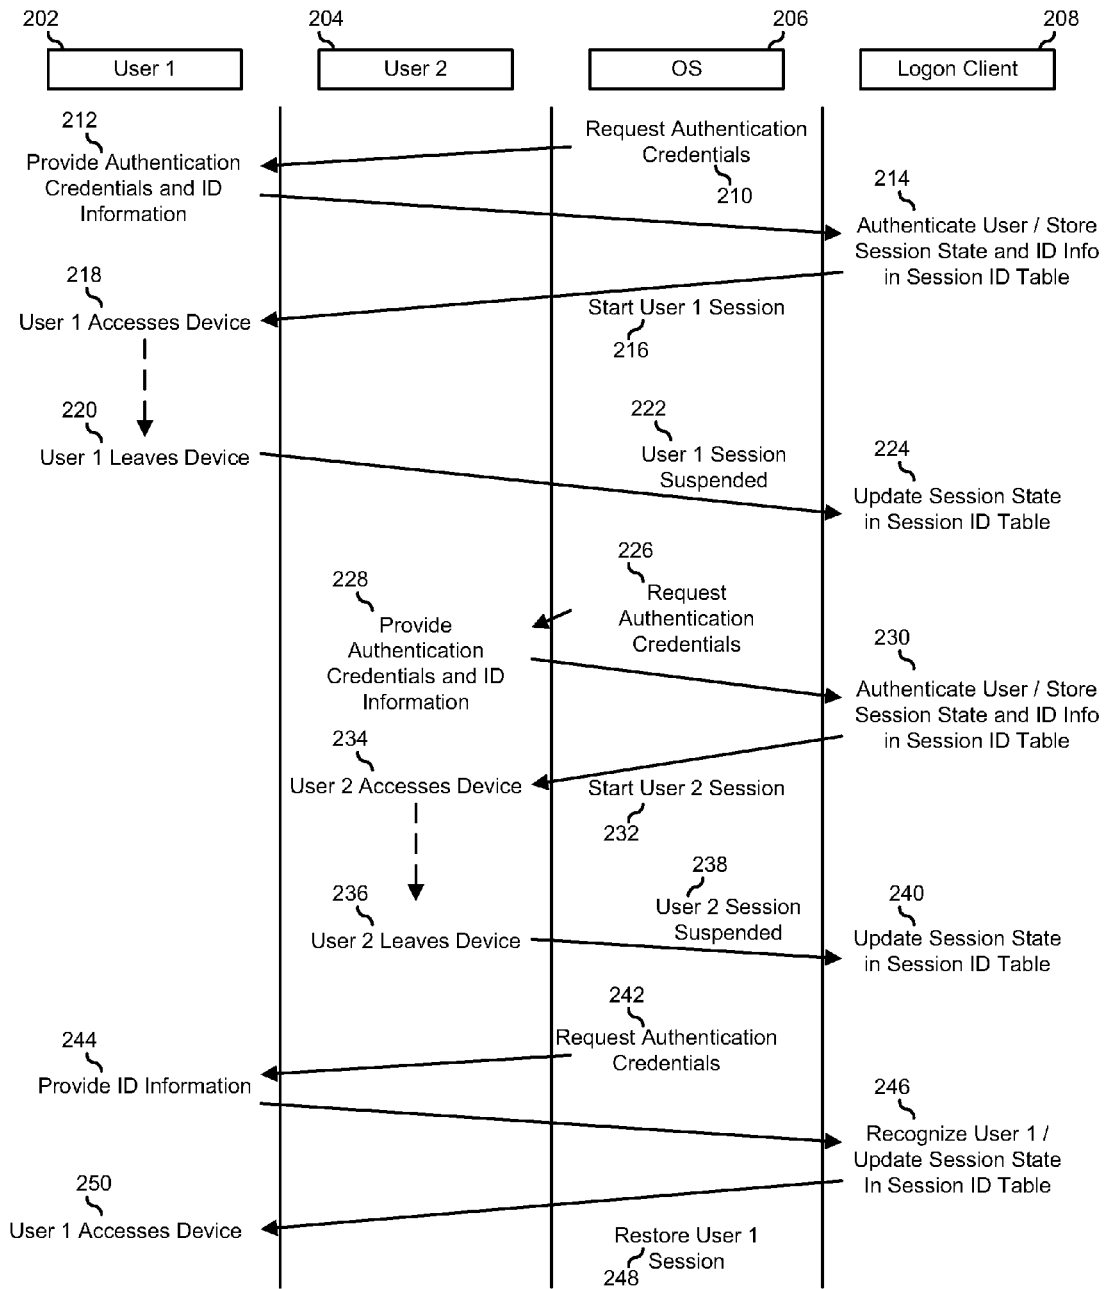 202
204
206
208
User 1
User 2
OS
Logon Client
212
Provide Authentication
Credentials and ID
Information
Request Authentication
Credentials
210
214
Authenticate User / Store
Session State and ID Info
in Session ID Table
218
User 1 Accesses Device
Start User 1 Session
216
220
User 1 Leaves Device
222
User 1 Session
Suspended
224
Update Session State
in Session ID Table
226
Request
Authentication
Credentials
228
Provide
Authentication
Credentials and ID
Information
230
Authenticate User / Store
Session State and ID Info
in Session ID Table
234
User 2 Accesses Device
Start User 2 Session
232
236
User 2 Leaves Device
238
User 2 Session
Suspended
240
Update Session State
in Session ID Table
242
Request Authentication
Credentials
244
Provide ID Information
246
Recognize User 1 /
Update Session State
In Session ID Table
250
User 1 Accesses Device
Restore User 1
Session
248